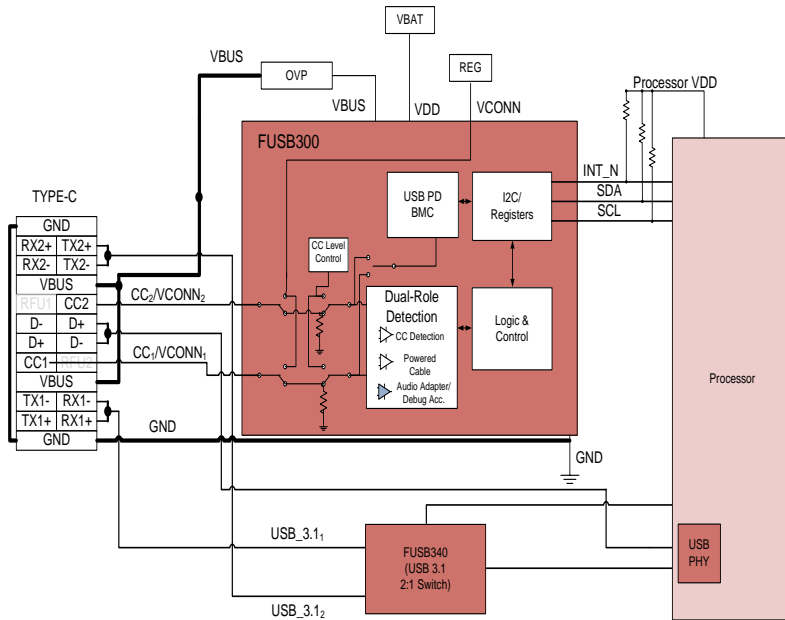 VBAT
VBUS
OVP
REG
Processor VDD
VBUS
VDD
VCONN
FUSB300
INT_N
SDA
SCL
USB PD
BMC
I2C/
Registers
TYPE-C
GND
RX2+ TX2+
RX2- TX2-
VBUS
RFU1 CC2
D- D+
D+ D-
CC1 RFU2
VBUS
TX1- RX1-
TX1+ RX1+
GND
CC Level
Control
CC2/VCONN2
CC1/VCONN1
Dual-Role
Detection
CC Detection
Powered
Cable
Audio Adapter/
Debug Acc.
Logic &
Control
Processor
GND
GND
USB_3.11
FUSB340
(USB 3.1
2:1 Switch)
USB
PHY
USB_3.12